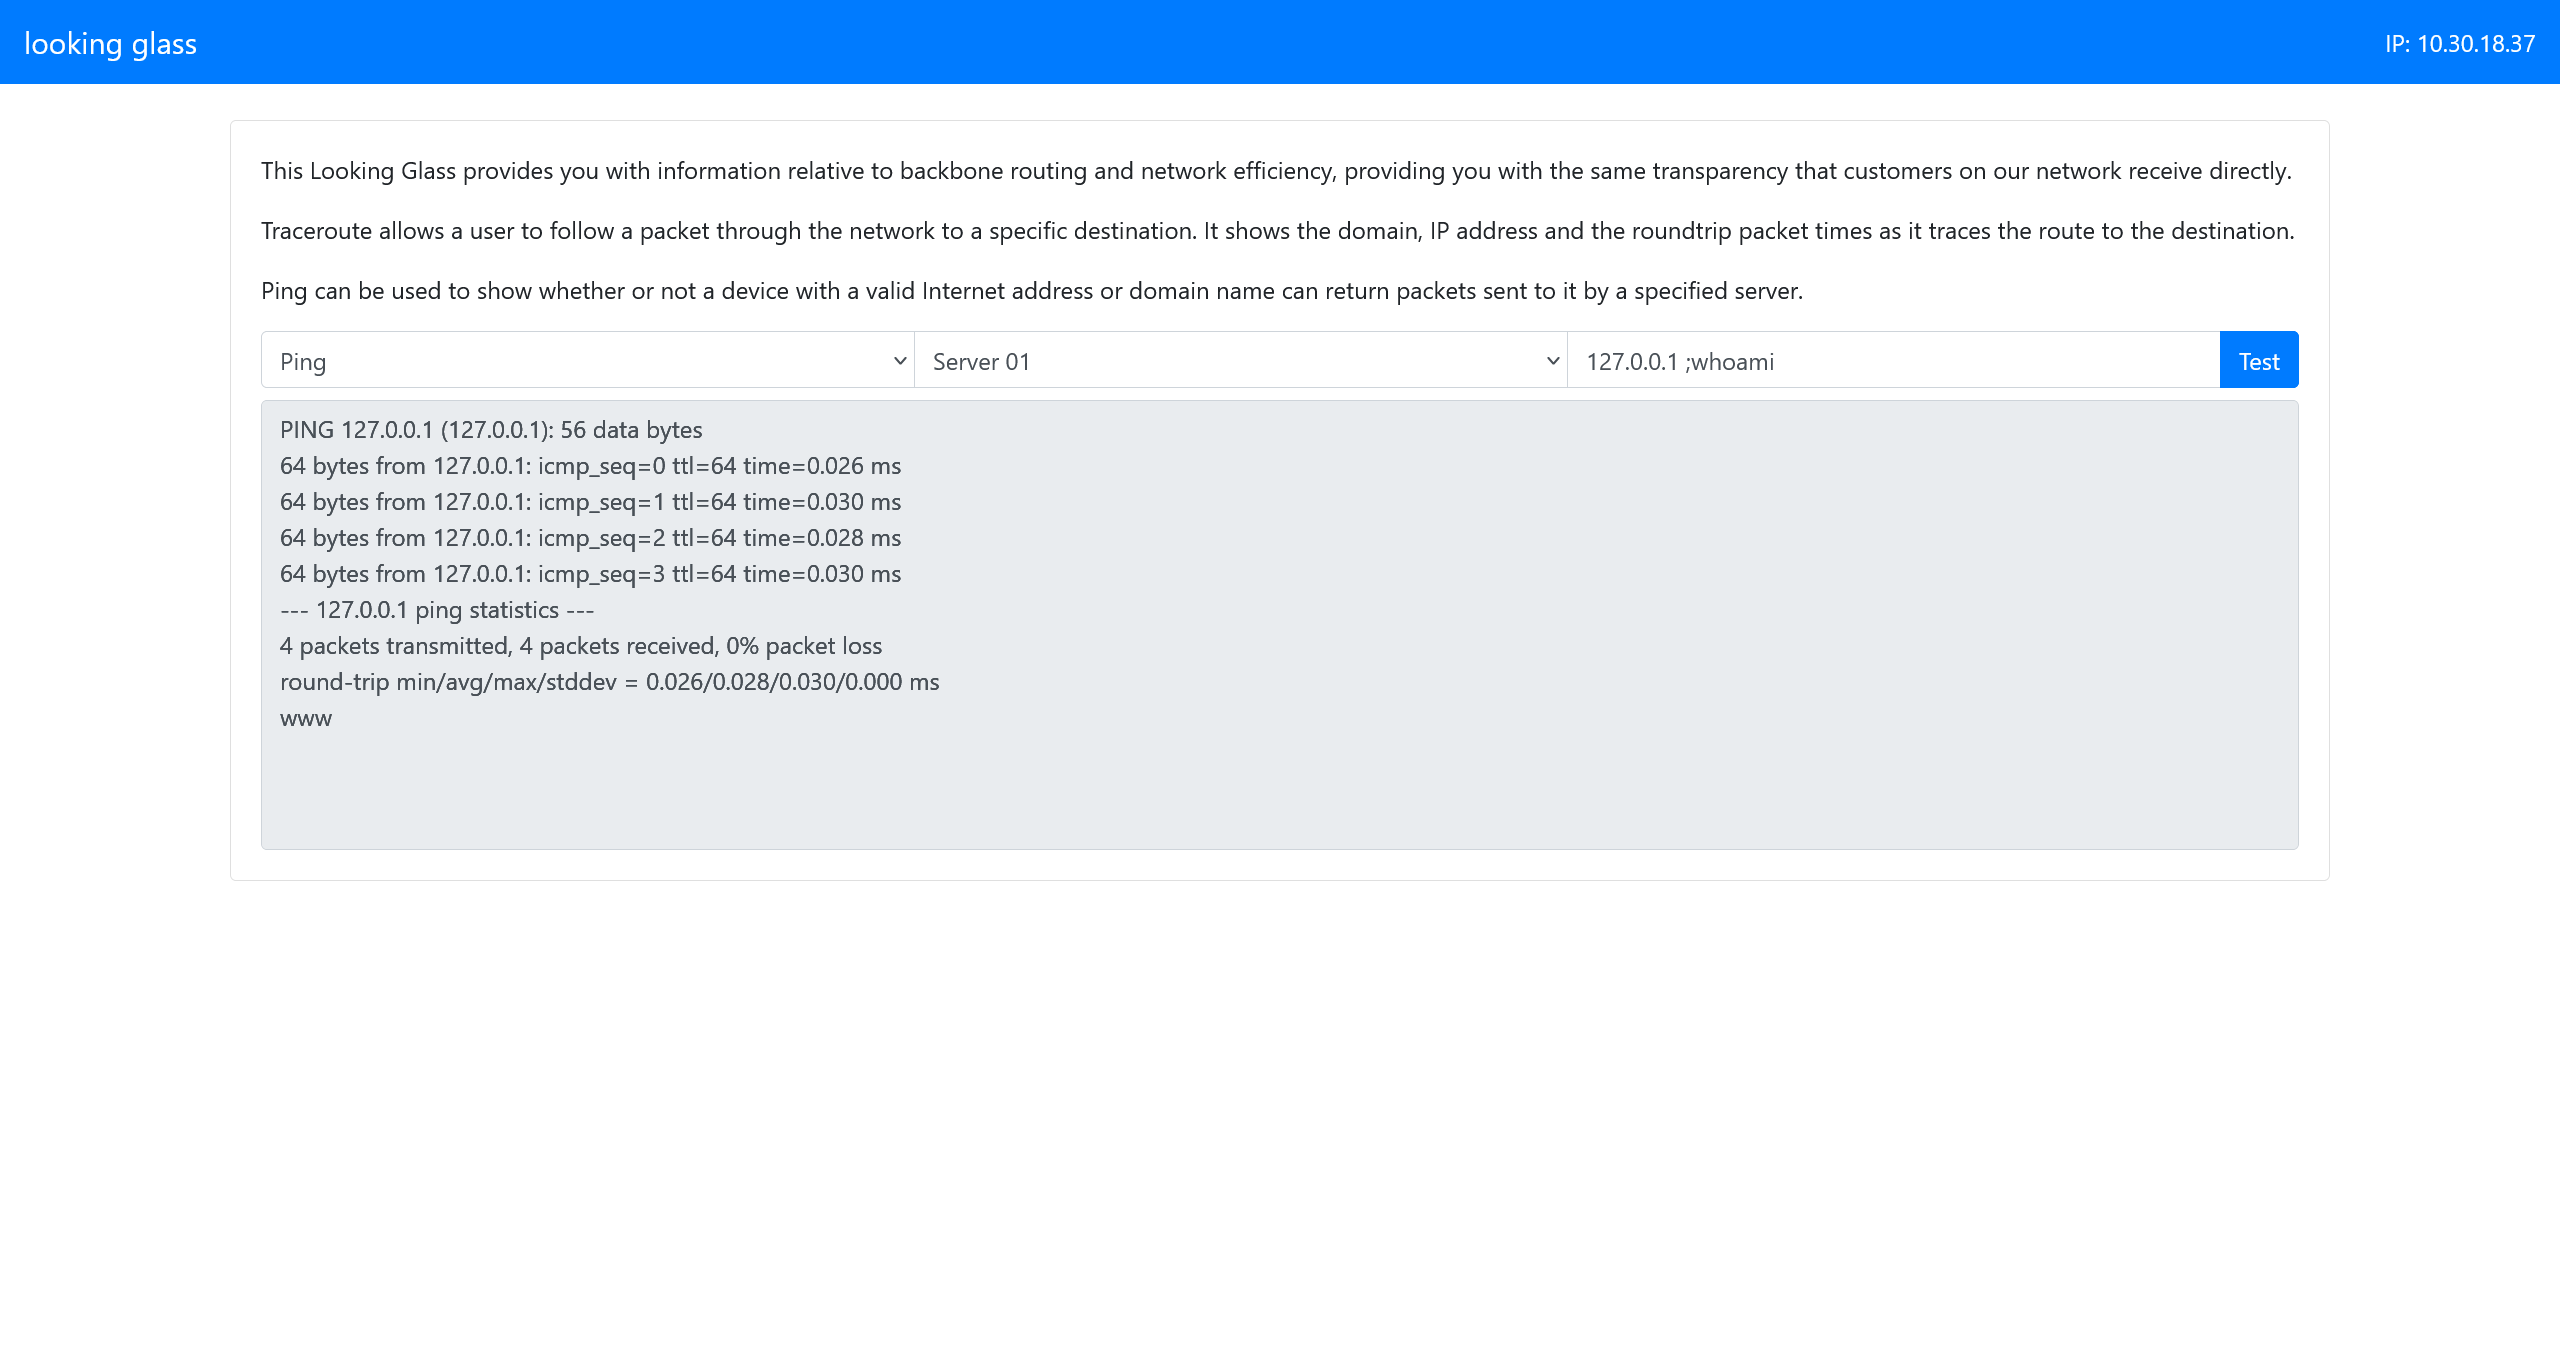 looking glass
IP: 10.30.18.37
This Looking Glass provides you with information relative to backbone routing and network efficiency, providing you with the same transparency that customers on our network receive directly.
Traceroute allows a user to follow a packet through the network to a specific destination. It shows the domain, IP address and the roundtrip packet times as it traces the route to the destination.
Ping can be used to show whether or not a device with a valid Internet address or domain name can return packets sent to it by a specified server.
Ping
Server 01
127.0.0.1 ;whoami
Test
PING 127.0.0.1 (127.0.0.1): 56 data bytes
64 bytes from 127.0.0.1: icmp_seq=0 ttl=64 time=0.026 ms
64 bytes from 127.0.0.1: icmp_seq=1 ttl=64 time=0.030 ms
64 bytes from 127.0.0.1: icmp_seq=2 ttl=64 time=0.028 ms
64 bytes from 127.0.0.1: icmp_seq=3 ttl=64 time=0.030 ms
--- 127.0.0.1 ping statistics ---
4 packets transmitted, 4 packets received, 0% packet loss
round-trip min/avg/max/stddev = 0.026/0.028/0.030/0.000 ms
www